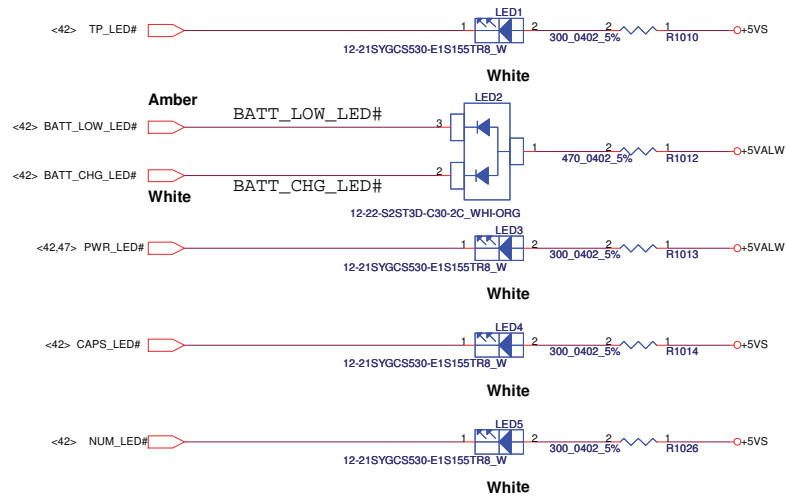 LED1
<42> TP_LED# 1 2 2 1 +5VS
12-21SYGCS530-E1S155TR8_W 300_0402_5% R1010
White
Amber
LED2
<42> BATT_LOW_LED# BATT_LOW_LED# 3
1 2 1 +5VALW
470_0402_5% R1012
<42> BATT_CHG_LED# BATT_CHG_LED# 2
White
12-22-S2ST3D-C30-2C_WHI-ORG
LED3
<42,47> PWR_LED# 1 2 2 1 +5VALW
12-21SYGCS530-E1S155TR8_W 300_0402_5% R1013
White
LED4
<42> CAPS_LED# 1 2 2 1 +5VS
12-21SYGCS530-E1S155TR8_W 300_0402_5% R1014
White
LED5
<42> NUM_LED# 1 2 2 1 +5VS
12-21SYGCS530-E1S155TR8_W 300_0402_5% R1026
White